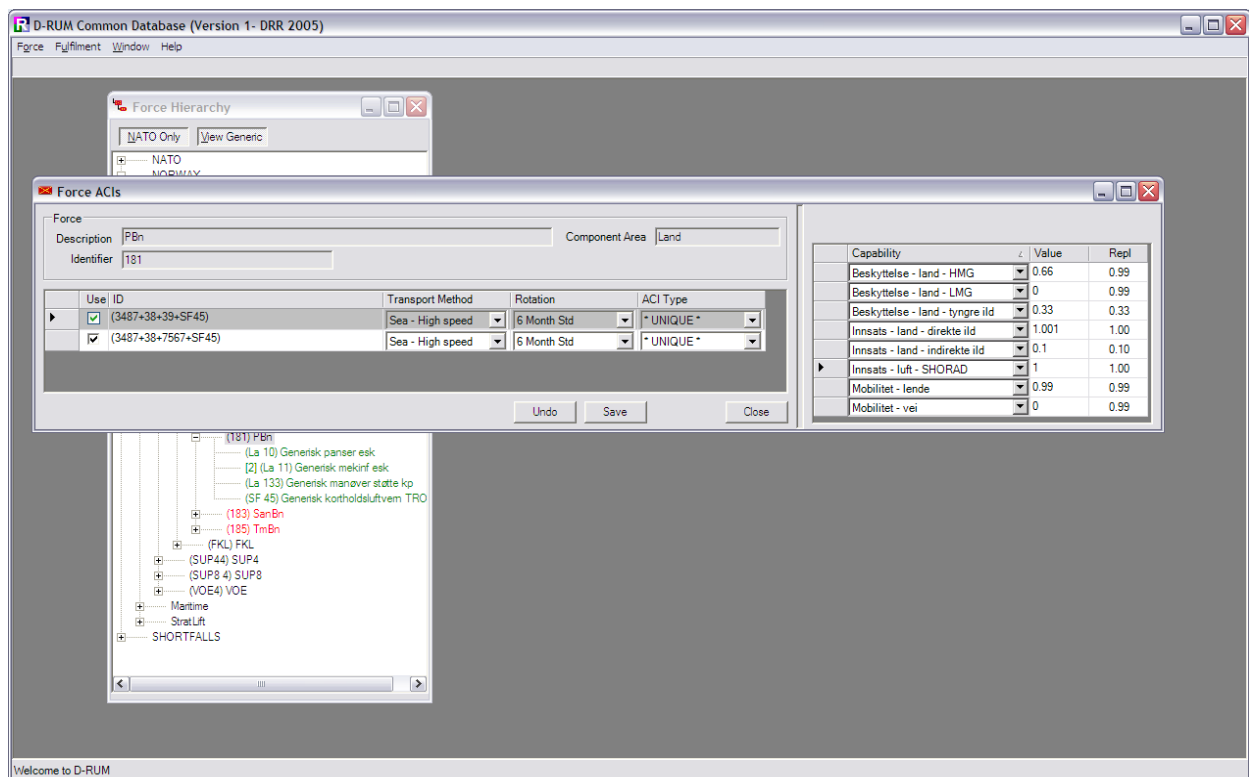 D-RUM Common Database (Version 1- DRR 2005)
Force Fulfilment Window Help
Force Hierarchy
NATO Only View Generic
NATO
NORWAY
Force ACIs
Force
Description PBn Component Area Land
Identifier 181
Use ID Transport Method Rotation ACI Type
(3487+38+39+SF45) Sea - High speed 6 Month Std * UNIQUE *
(3487+38+7567+SF45) Sea - High speed 6 Month Std * UNIQUE *
Undo Save Close
Capability Value Repl
Beskyttelse - land - HMG 0.66 0.99
Beskyttelse - land - LMG 0 0.99
Beskyttelse - land - tyngre ild 0.33 0.33
Innsats - land - direkte ild 1.001 1.00
Innsats - land - indirekte ild 0.1 0.10
Innsats - luft - SHORAD 1 1.00
Mobilitet - lende 0.99 0.99
Mobilitet - vei 0 0.99
(181) PBn
(La 10) Generisk panser esk
[2] (La 11) Generisk mekinf esk
(La 133) Generisk manøver støtte kp
(SF 45) Generisk kortholdsluftvern TRO
(183) SanBn
(185) TmBn
(FKL) FKL
(SUP44) SUP4
(SUP8 4) SUP8
(VOE4) VOE
Maritime
StratLift
SHORTFALLS
Welcome to D-RUM